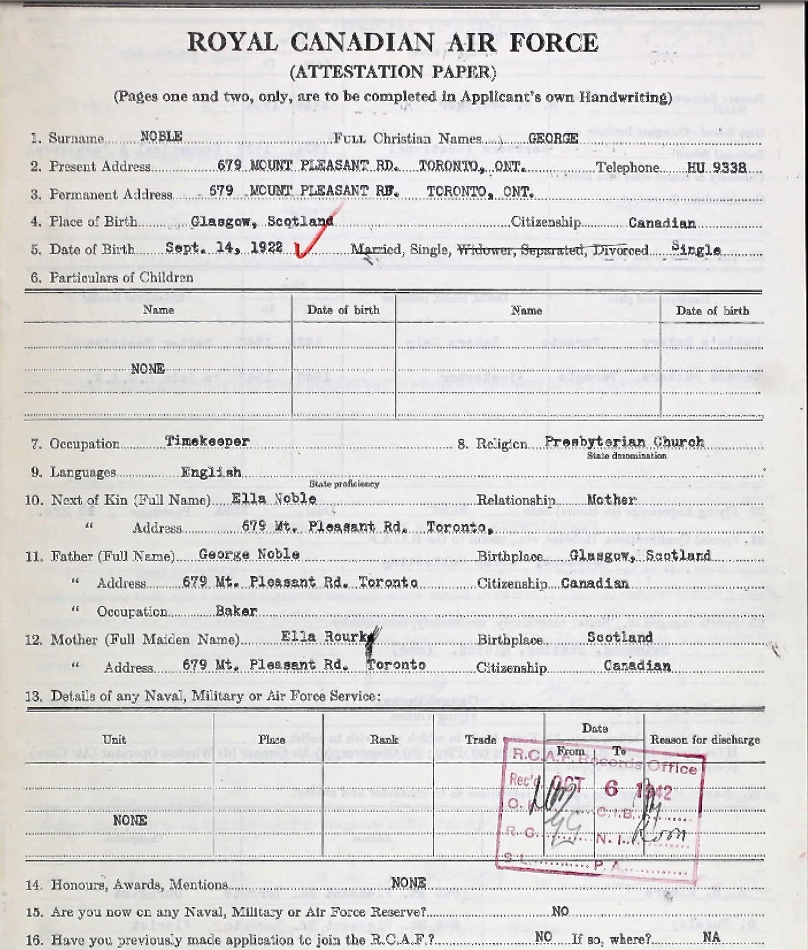 ROYAL CANADIAN AIR FORCE
(ATTESTATION PAPER)
(Pages one and two, only, are to be completed in Applicant's own Handwriting)
1. Surname NOBLE FULL Christian Names GEORGE
2. Present Address 679 MOUNT PLEASANT RD. TORONTO, ONT. Telephone HU 9338
3. Permanent Address 679 MOUNT PLEASANT RD. TORONTO, ONT.
4. Place of Birth Glasgow, Scotland Citizenship Canadian
5. Date of Birth Sept. 14, 1922 Married, Single, Widower, Separated, Divorced Single
6. Particulars of Children
Name Date of birth Name Date of birth
NONE
7. Occupation Timekeeper 8. Religion Presbyterian Church
State denomination
9. Languages English
State proficiency
10. Next of Kin (Full Name) Ella Noble Relationship Mother
" Address 679 Mt. Pleasant Rd. Toronto,
11. Father (Full Name) George Noble Birthplace Glasgow, Scotland
" Address 679 Mt. Pleasant Rd. Toronto Citizenship Canadian
" Occupation Baker
12. Mother (Full Maiden Name) Ella Rourke Birthplace Scotland
" Address 679 Mt. Pleasant Rd. Toronto Citizenship Canadian
13. Details of any Naval, Military or Air Force Service:
Unit Place Rank Trade Date Reason for discharge
From To
R.C.A.F. Records Office
Rec'd OCT 6 1942
C.I.B.
NONE
R.G. N.I. Room
S.L. P.A.
14. Honours, Awards, Mentions NONE
15. Are you now on any Naval, Military or Air Force Reserve? NO
16. Have you previously made application to join the R.C.A.F.? NO If so, where? NA